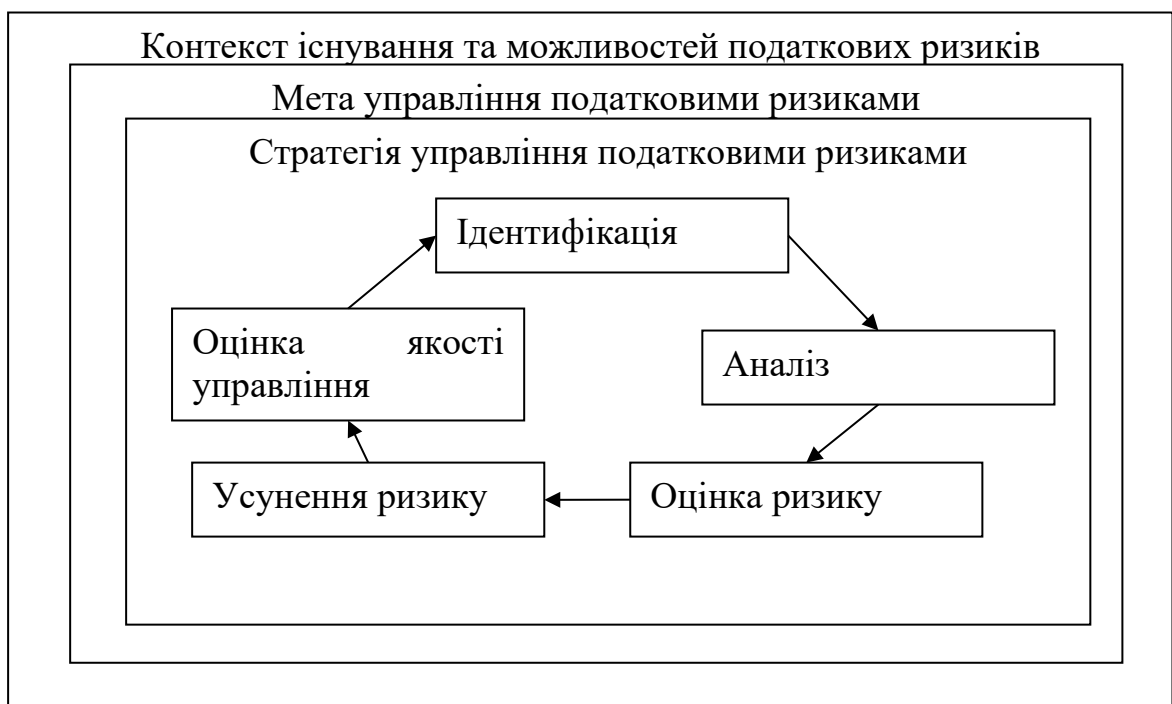 Контекст існування та можливостей податкових ризиків
Мета управління податковими ризиками
Стратегія управління податковими ризиками
Ідентифікація
Оцінка якості
управління
Аналіз
Усунення ризику
Оцінка ризику